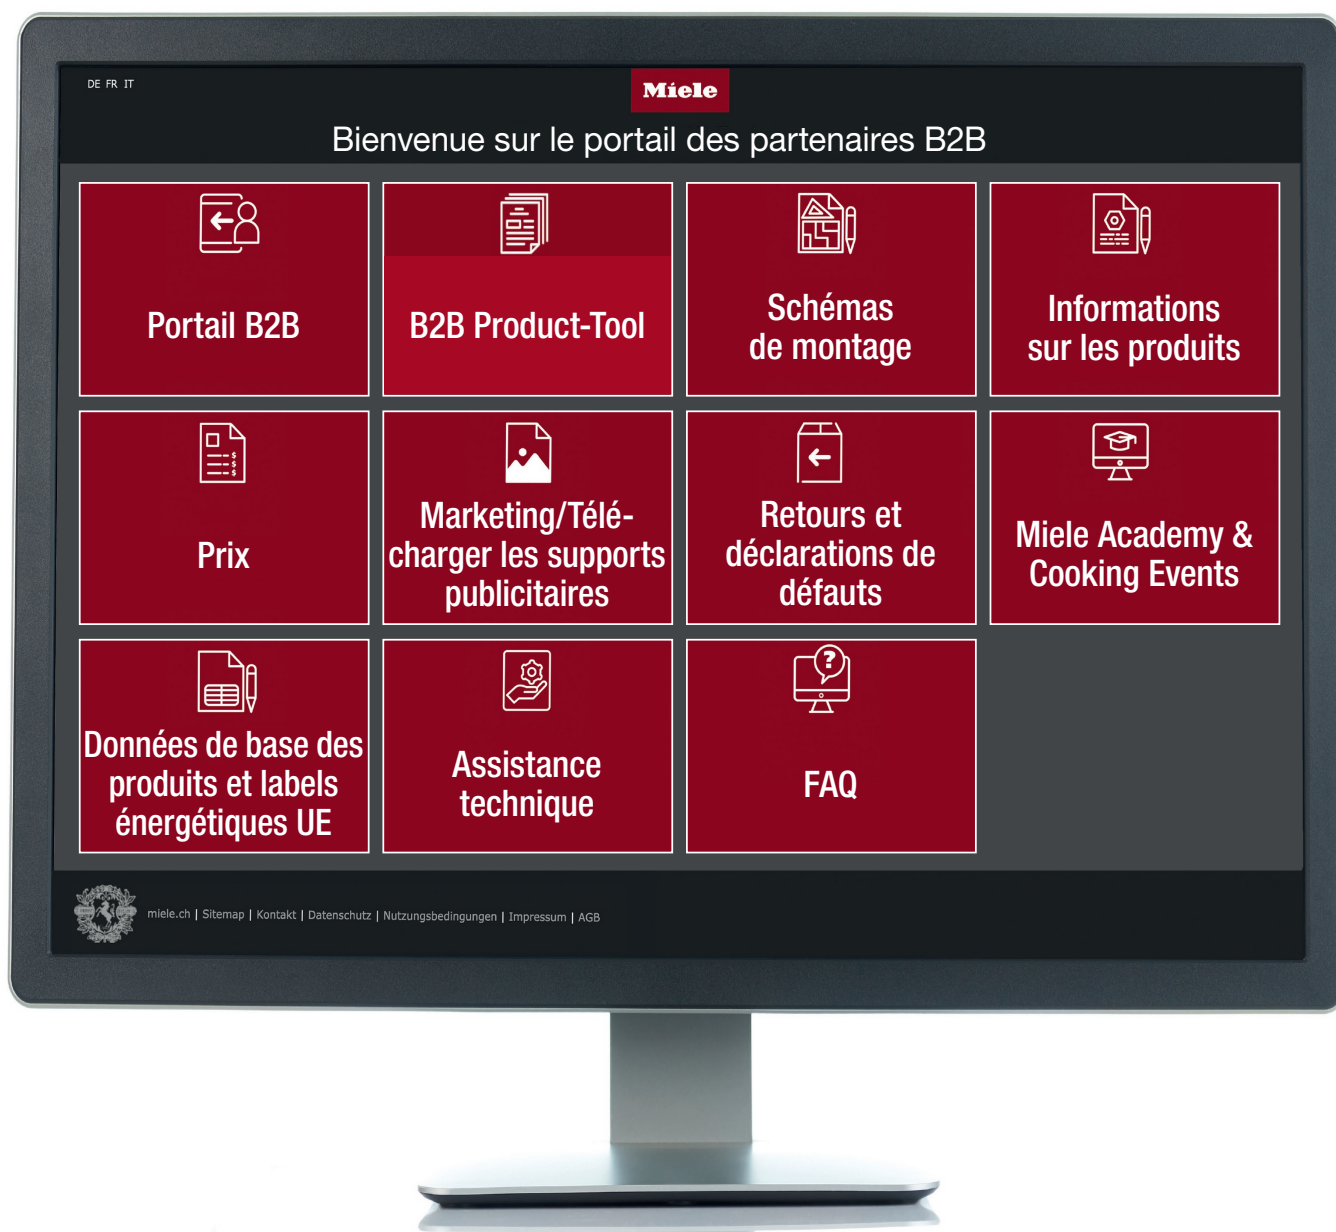 DE FR IT
Miele
Bienvenue sur le portail des partenaires B2B
Portail B2B
B2B Product-Tool
Schémas
de montage
Informations
sur les produits
Prix
Marketing/Télé-
charger les supports
publicitaires
Retours et
déclarations de
défauts
Miele Academy &
Cooking Events
Données de base des
produits et labels
énergétiques UE
Assistance
technique
FAQ
miele.ch | Sitemap | Kontakt | Datenschutz | Nutzungsbedingungen | Impressum | AGB